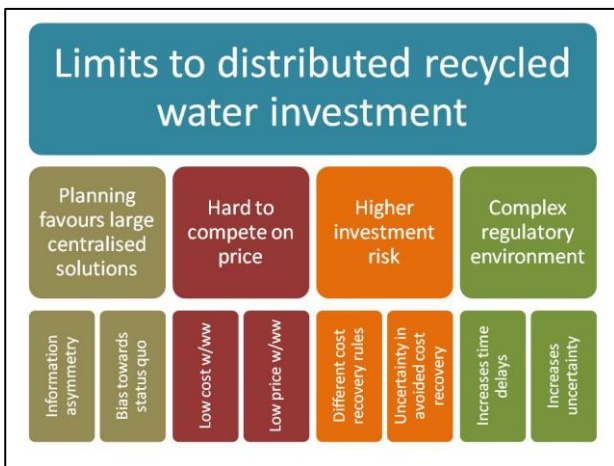 Limits to distributed recycled
water investment
Planning
favours large
centralised
solutions
Hard to
compete on
price
Higher
investment
risk
Complex
regulatory
environment
Information
asymmetry
Bias towards
status quo
Low cost w/ww
Low price w/ww
Different cost
recovery rules
Uncertainty in
avoided cost
recovery
Increases time
delays
Increases
uncertainty